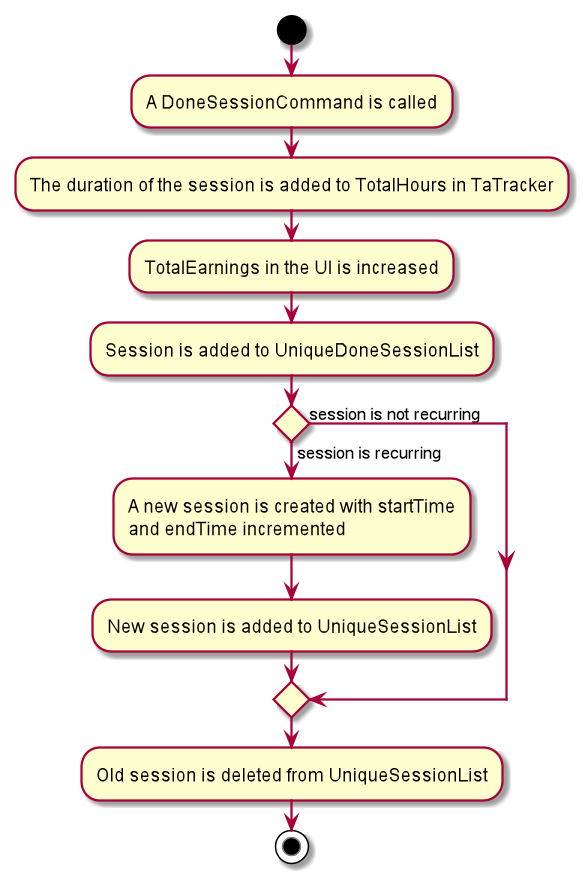 A DoneSessionCommand is called
The duration of the session is added to TotalHours in TaTracker
TotalEarnings in the UI is increased
Session is added to UniqueDoneSessionList
session is not recurring
session is recurring
A new session is created with startTime
and endTime incremented
New session is added to UniqueSessionList
Old session is deleted from UniqueSessionList